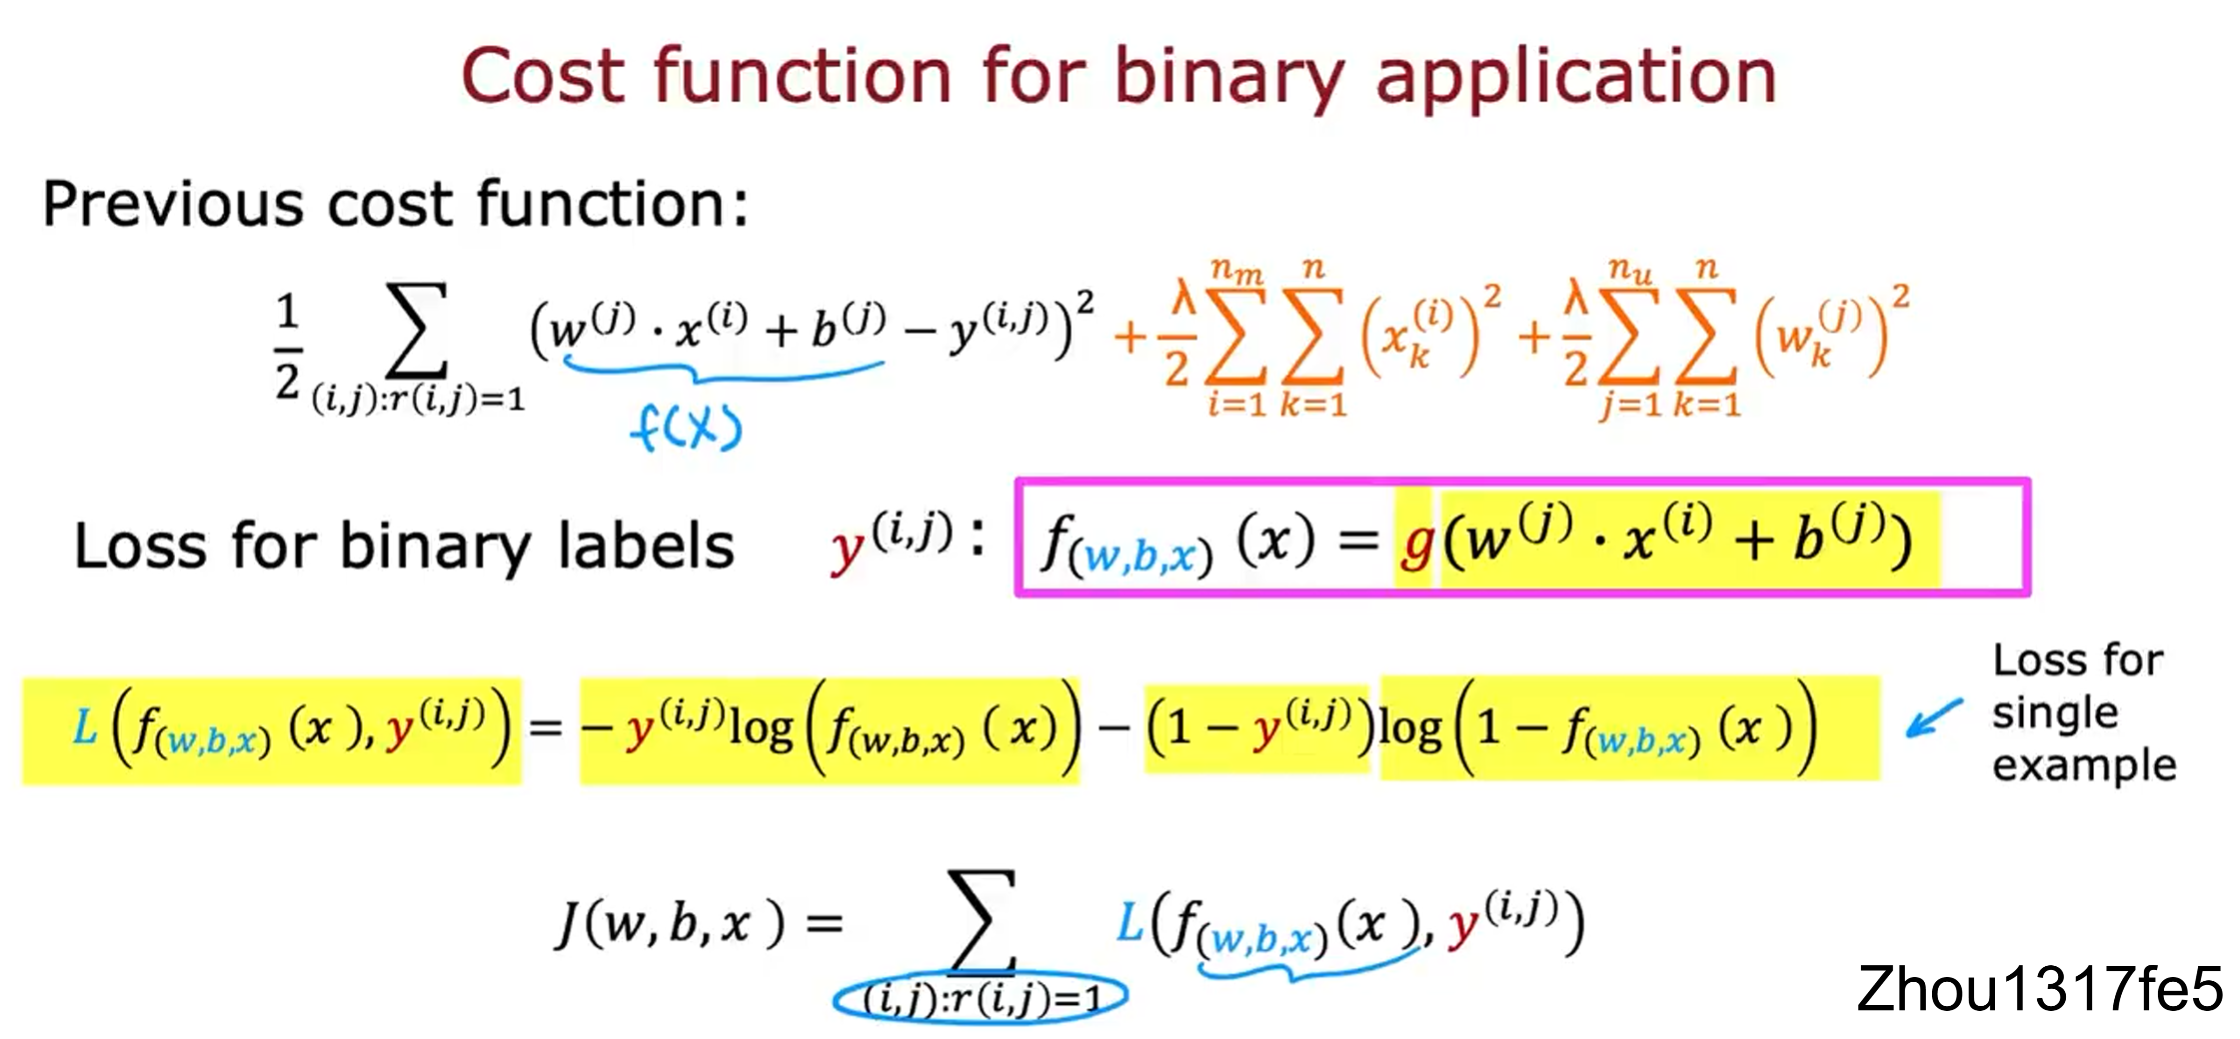 Cost function for binary application
Previous cost function:
$\frac{1}{2} \sum_{(i,j):r(i,j)=1} (w^{(j)} \cdot x^{(i)} + b^{(j)} - y^{(i,j)})^2 + \frac{\lambda}{2} \sum_{i=1}^{n_m} \sum_{k=1}^{n} (x_k^{(i)})^2 + \frac{\lambda}{2} \sum_{j=1}^{n_u} \sum_{k=1}^{n} (w_k^{(j)})^2$
f(x)
Loss for binary labels $y^{(i,j)}$ : $f_{(w,b,x)}(x) = g(w^{(j)} \cdot x^{(i)} + b^{(j)})$
$L(f_{(w,b,x)}(x), y^{(i,j)}) = -y^{(i,j)} \log(f_{(w,b,x)}(x)) - (1 - y^{(i,j)}) \log(1 - f_{(w,b,x)}(x))$
Loss for
single
example
$J(w, b, x) = \sum_{(i,j):r(i,j)=1} L(f_{(w,b,x)}(x), y^{(i,j)})$
Zhou1317fe5